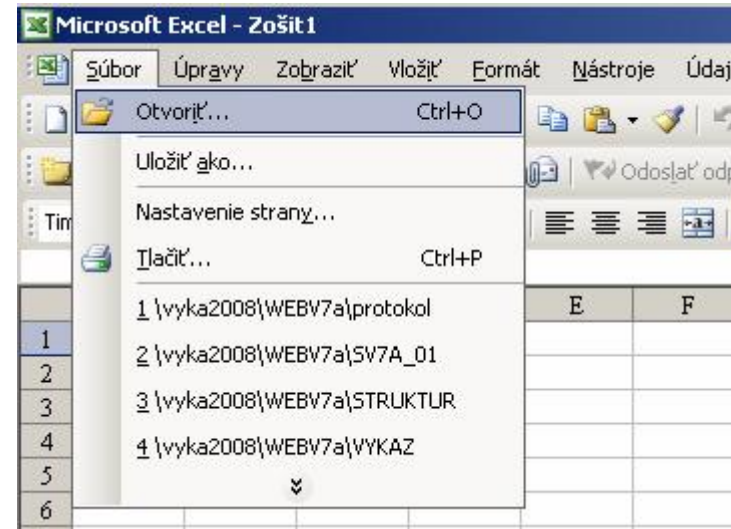 Microsoft Excel - Zošit1
Súbor Úpravy Zobraziť Vložiť Formát Nástroje Údaj
Otvoriť... Ctrl+O
Uložiť ako...
Odoslať odp
Nastavenie strany...
Tim
Tlačiť... Ctrl+P
E F
1 \vyka2008\WEBV7a\protokol
1
2 \vyka2008\WEBV7a\SV7A_01
2
3 \vyka2008\WEBV7a\STRUKTUR
3
4 \vyka2008\WEBV7a\VYKAZ
4
5
6